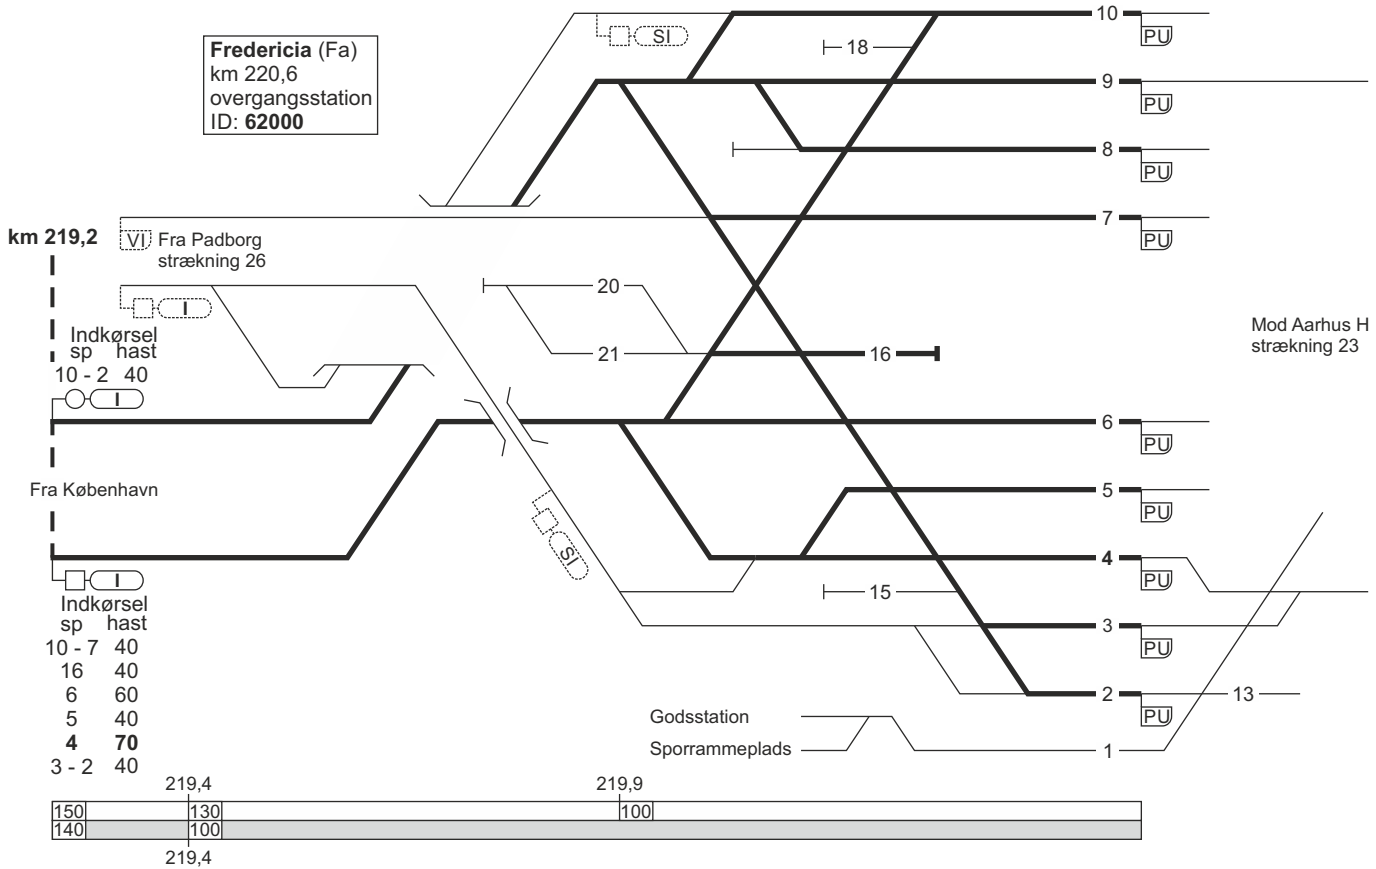 10
PU
SI
18
Fredericia (Fa)
km 220,6
overgangsstation
ID: 62000
9
PU
8
PU
7
PU
km 219,2
VI
Fra Padborg
strækning 26
I
20
21
16
Mod Aarhus H
strækning 23
Indkørsel
sp hast
10 - 2 40
I
6
PU
Fra København
5
PU
SI
4
PU
15
I
Indkørsel
sp hast
10 - 7 40
16 40
6 60
5 40
4 70
3 - 2 40
3
PU
2
PU
13
Godsstation
Sporrammeplads
1
219,4 219,9
150 130 100
140 100
219,4